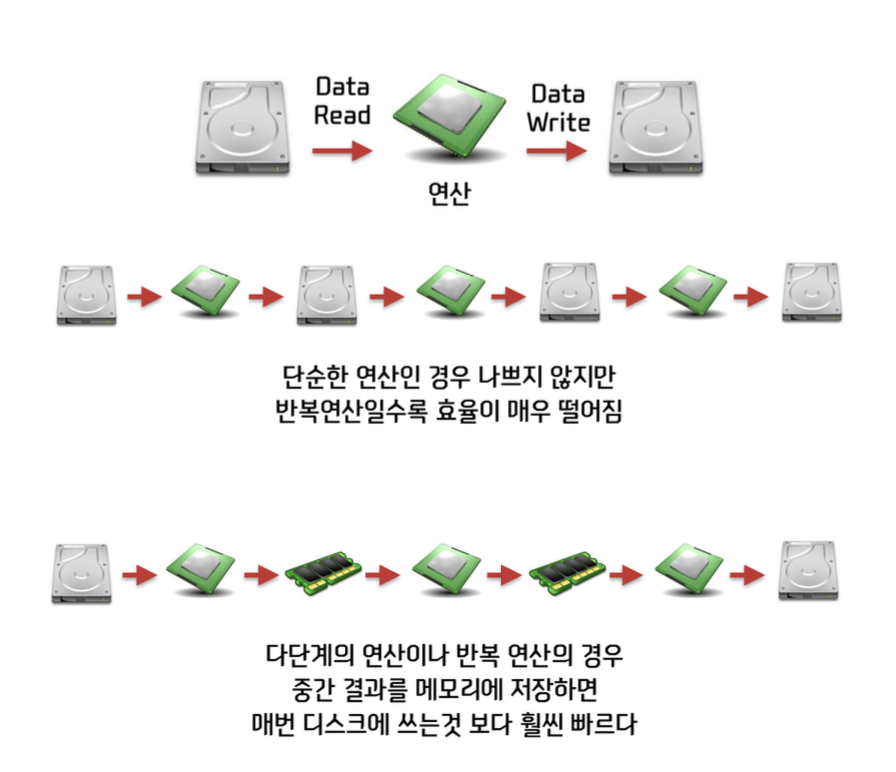 Data
Read
Data
Write
연산
단순한 연산인 경우 나쁘지 않지만
반복연산일수록 효율이 매우 떨어짐
다단계의 연산이나 반복 연산의 경우
중간 결과를 메모리에 저장하면
매번 디스크에 쓰는것 보다 훨씬 빠르다